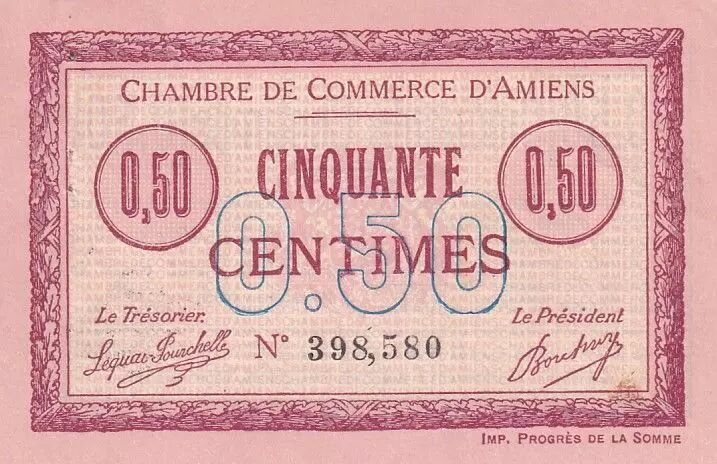 CHAMBRE DE COMMERCE D'AMIENS
0,50 CINQUANTE 0,50
0.50
CENTIMES
Le Trésorier Le Président
Nº 398,580
IMP. PROGRÈS DE LA SOMME